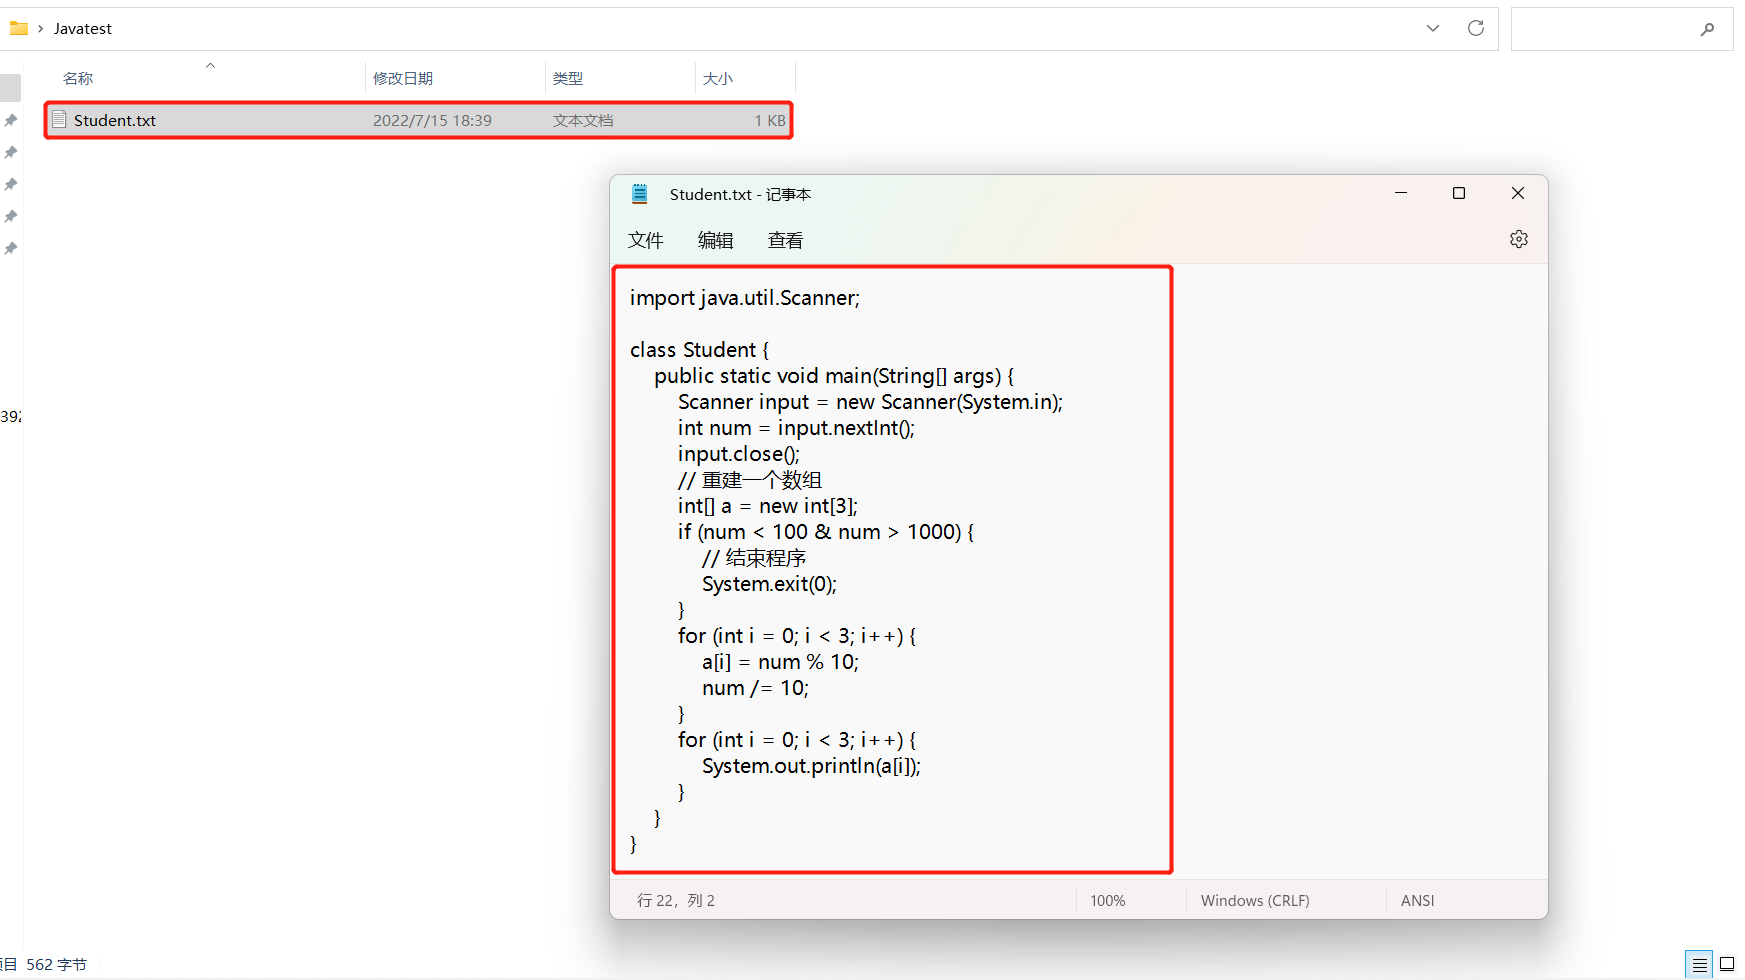 Javatest
名称 修改日期 类型 大小
Student.txt 2022/7/15 18:39 文本文档 1 KB
Student.txt - 记事本
文件 编辑 查看
import java.util.Scanner;
class Student {
public static void main(String[] args) {
Scanner input = new Scanner(System.in);
int num = input.nextInt();
input.close();
// 重建一个数组
int[] a = new int[3];
if (num < 100 & num > 1000) {
// 结束程序
System.exit(0);
}
for (int i = 0; i < 3; i++) {
a[i] = num % 10;
num /= 10;
}
for (int i = 0; i < 3; i++) {
System.out.println(a[i]);
}
}
}
392
行 22，列 2 100% Windows (CRLF) ANSI
目 562 字节